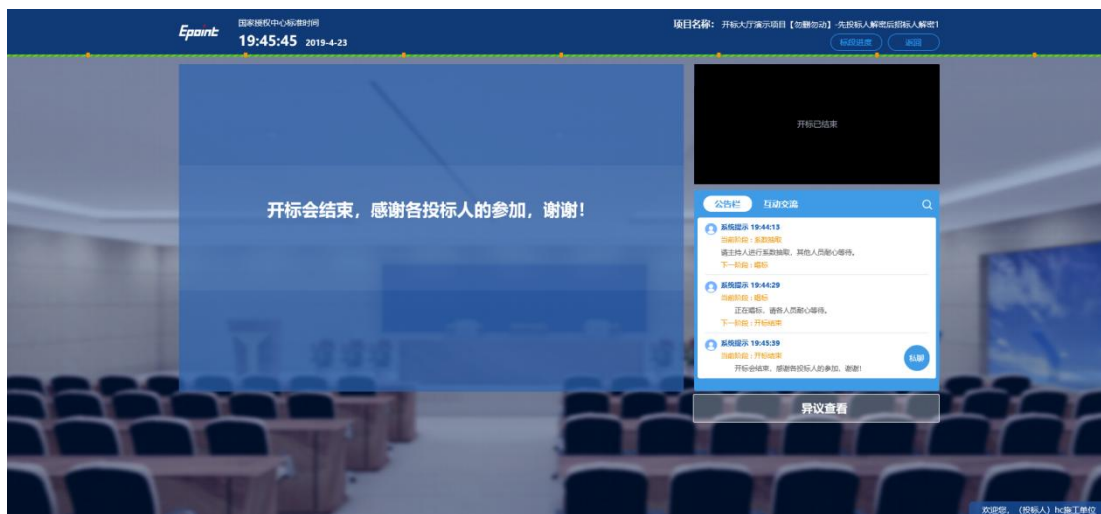 Epoint
国家授权中心标准时间
19:45:45 2019-4-23
项目名称： 开标大厅演示项目【勿删勿动】-先投标人解密后招标人解密1
标段进度 返回
开标会结束，感谢各投标人的参加，谢谢！
开标已结束
公告栏 互动交流
系统提示 19:44:13
当前阶段：系数抽取
请主持人进行系数抽取，其他人员耐心等待。
下一阶段：唱标
系统提示 19:44:29
当前阶段：唱标
正在唱标，请各人员耐心等待。
下一阶段：开标结束
系统提示 19:45:39
当前阶段：开标结束
开标会结束，感谢各投标人的参加，谢谢！
私聊
异议查看
欢迎您，（投标人）hc施工单位